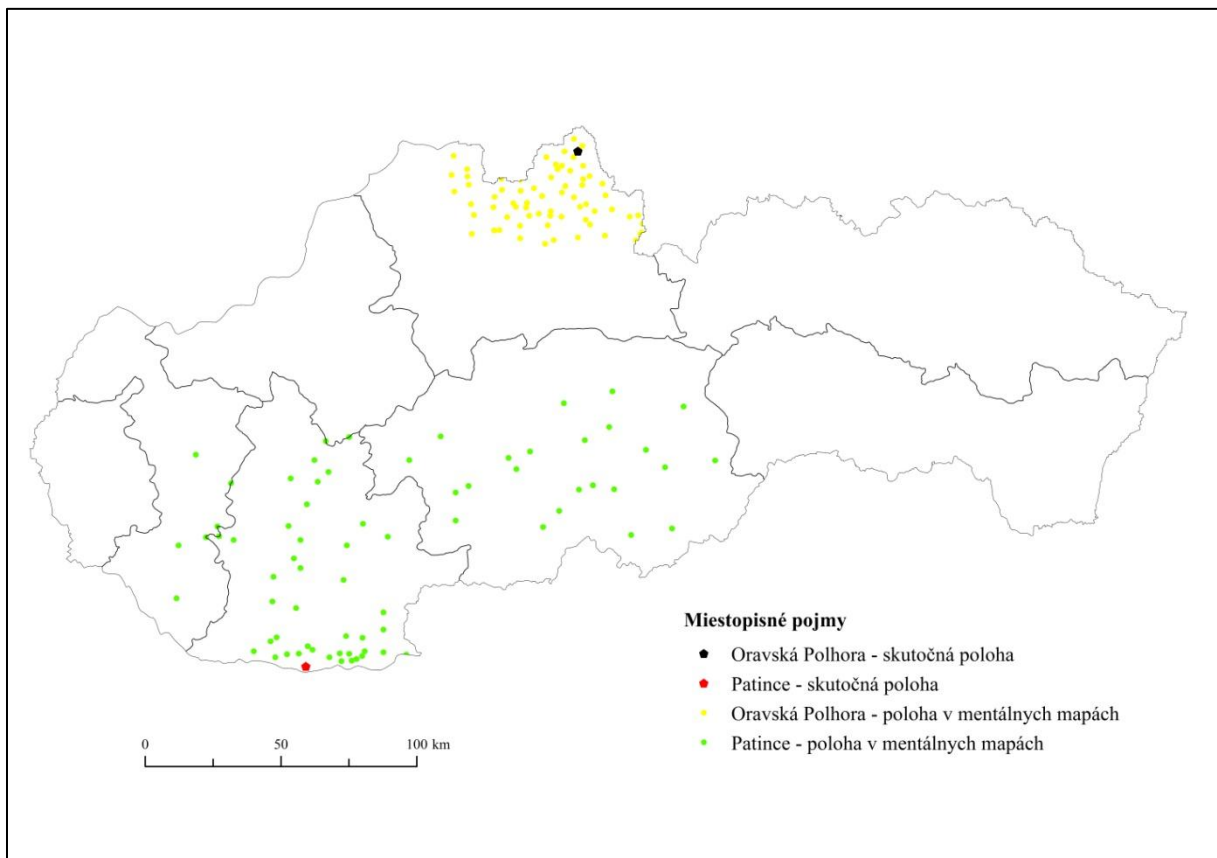 Miestopisné pojmy
Oravská Polhora - skutočná poloha
Patince - skutočná poloha
Oravská Polhora - poloha v mentálnych mapách
Patince - poloha v mentálnych mapách
0 50 100 km